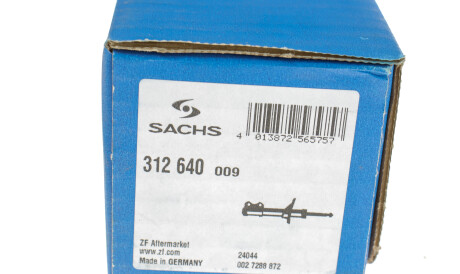 SACHS
4 013872 565757
312 640 009
ZF Aftermarket
www.zf.com
Made in GERMANY
24044
002 7288 872